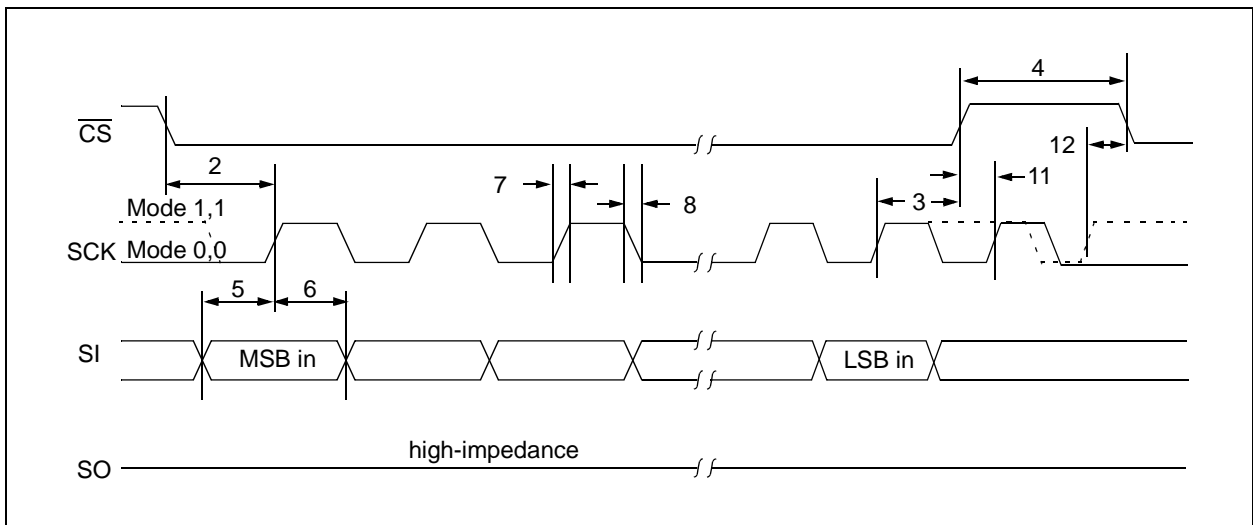 4
CS
12
2
7
8
3
11
Mode 1,1
SCK Mode 0,0
5
6
SI
MSB in
LSB in
high-impedance
SO